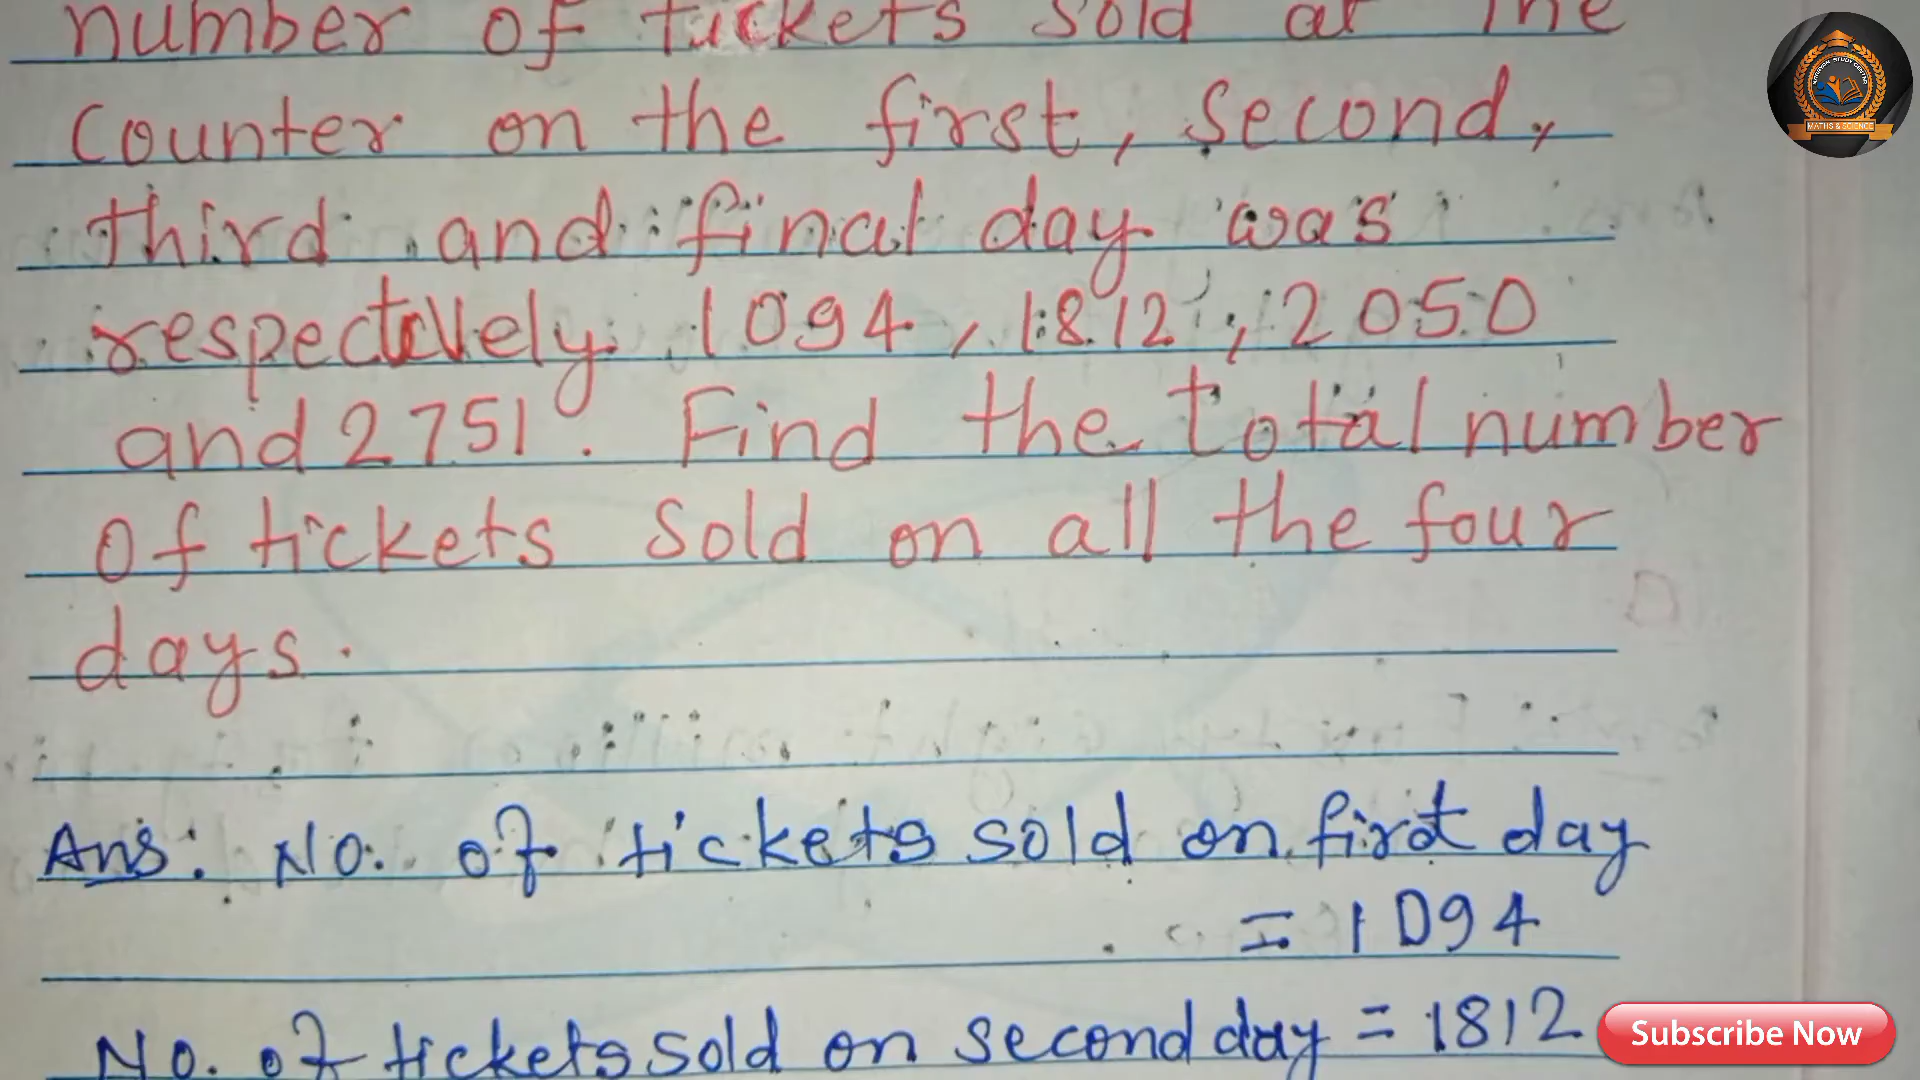 number of tickets sold at the
Counter on the first, second,
third and final day was
respectively 1094, 1812, 2050
and 2751. Find the total number
of tickets sold on all the four
days.
Ans: No. of tickets sold on first day
= 1094
No. of tickets sold on second day = 1812
MATHS & SCIENCE
Subscribe Now